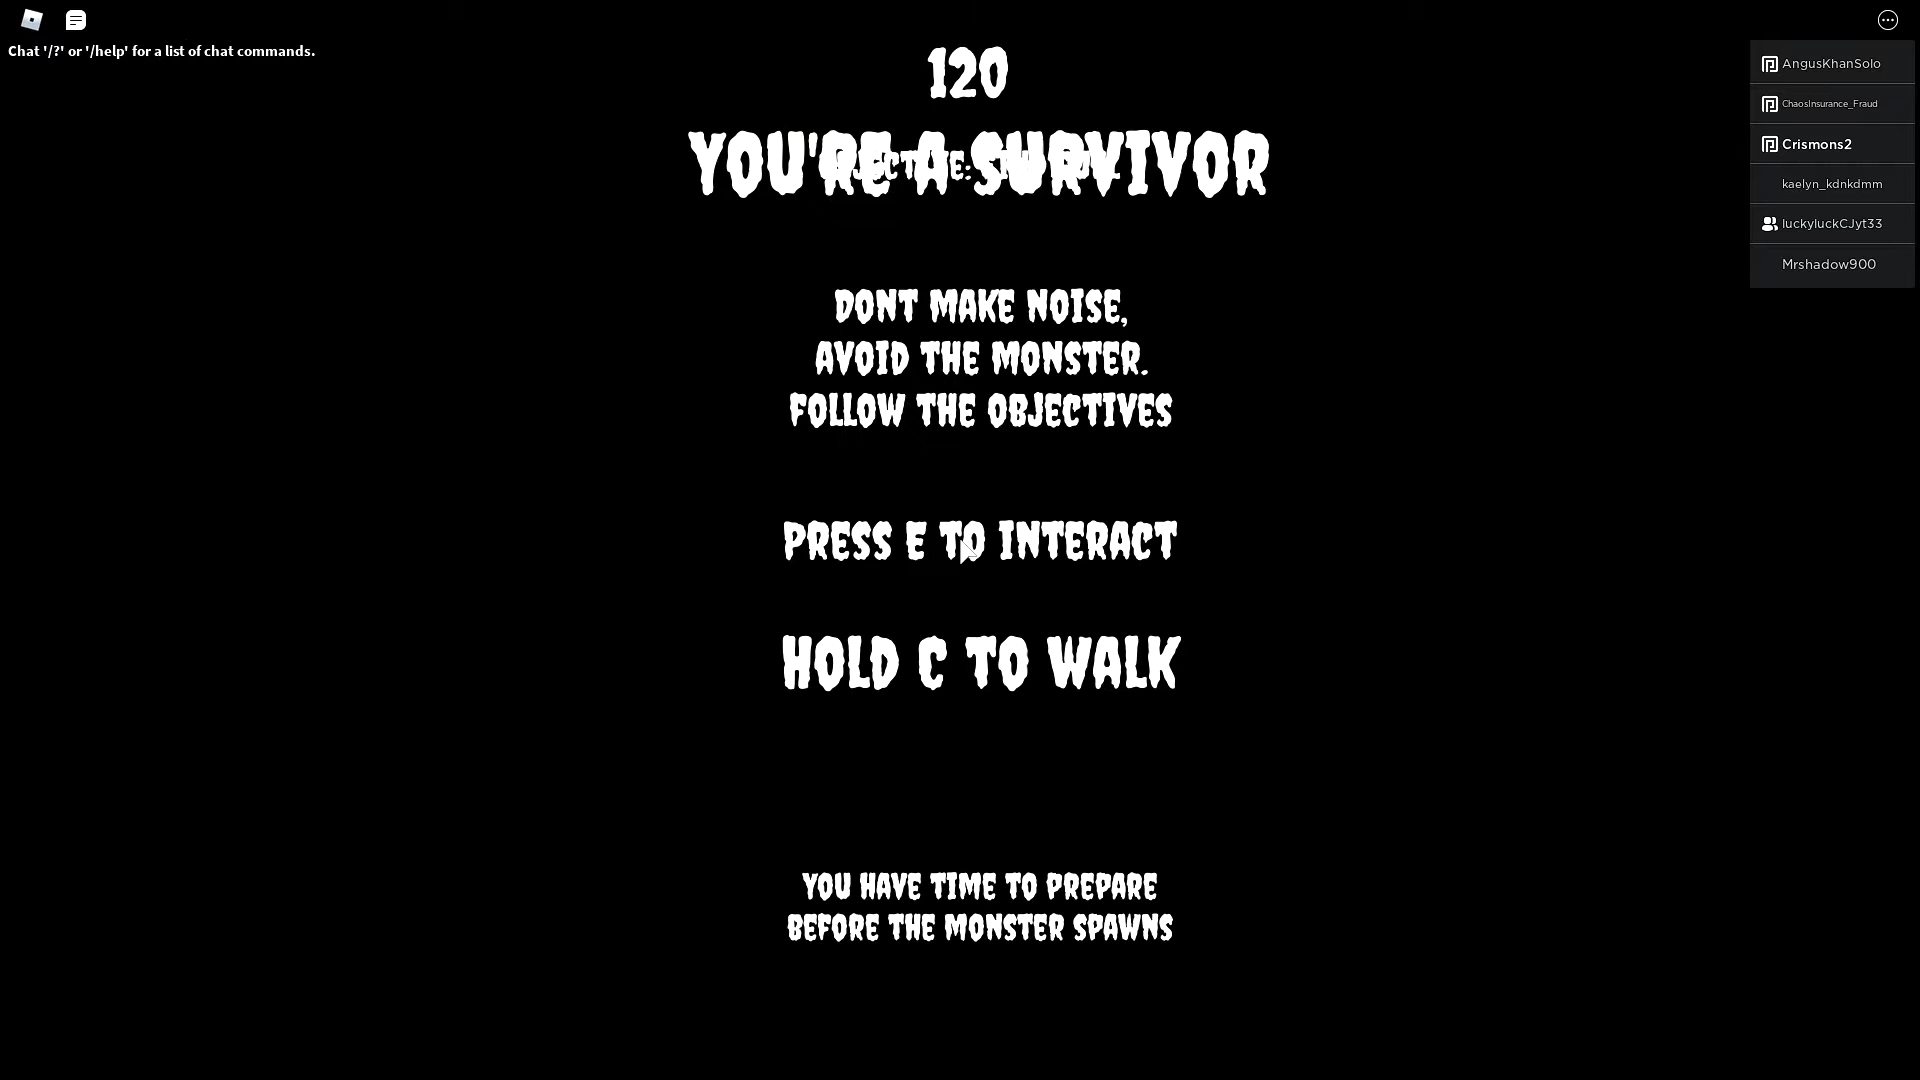 Chat '/?' or '/help' for a list of chat commands.
120
YOU'RE A SURVIVOR
DONT MAKE NOISE,
AVOID THE MONSTER.
FOLLOW THE OBJECTIVES
PRESS E TO INTERACT
HOLD C TO WALK
YOU HAVE TIME TO PREPARE
BEFORE THE MONSTER SPAWNS
AngusKhanSolo
ChaosInsurance_Fraud
Crismons2
kaelyn_kdnkdmm
luckyluckCJyt33
Mrshadow900